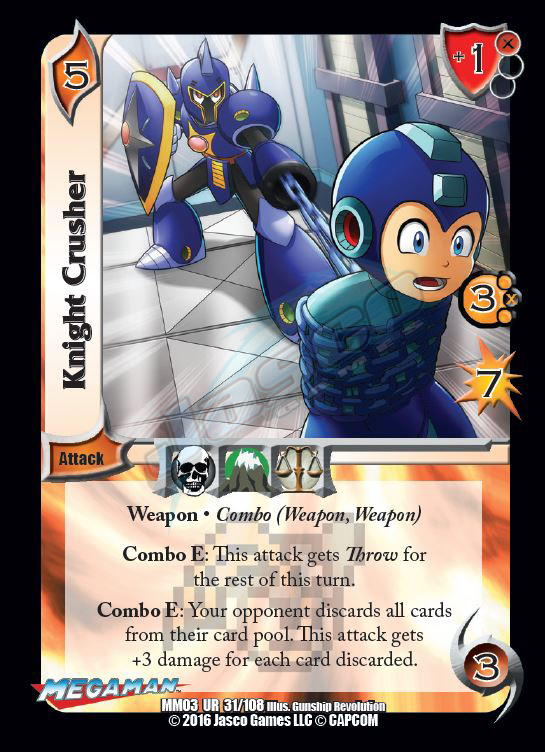 5
+1
Knight Crusher
3
7
Attack
Weapon • Combo (Weapon, Weapon)
Combo E: This attack gets Throw for
the rest of this turn.
Combo E: Your opponent discards all cards
from their card pool. This attack gets
+3 damage for each card discarded.
3
MEGAMAN
MM03 UR 31/108 Illus. Gunship Revolution
© 2016 Jasco Games LLC © CAPCOM